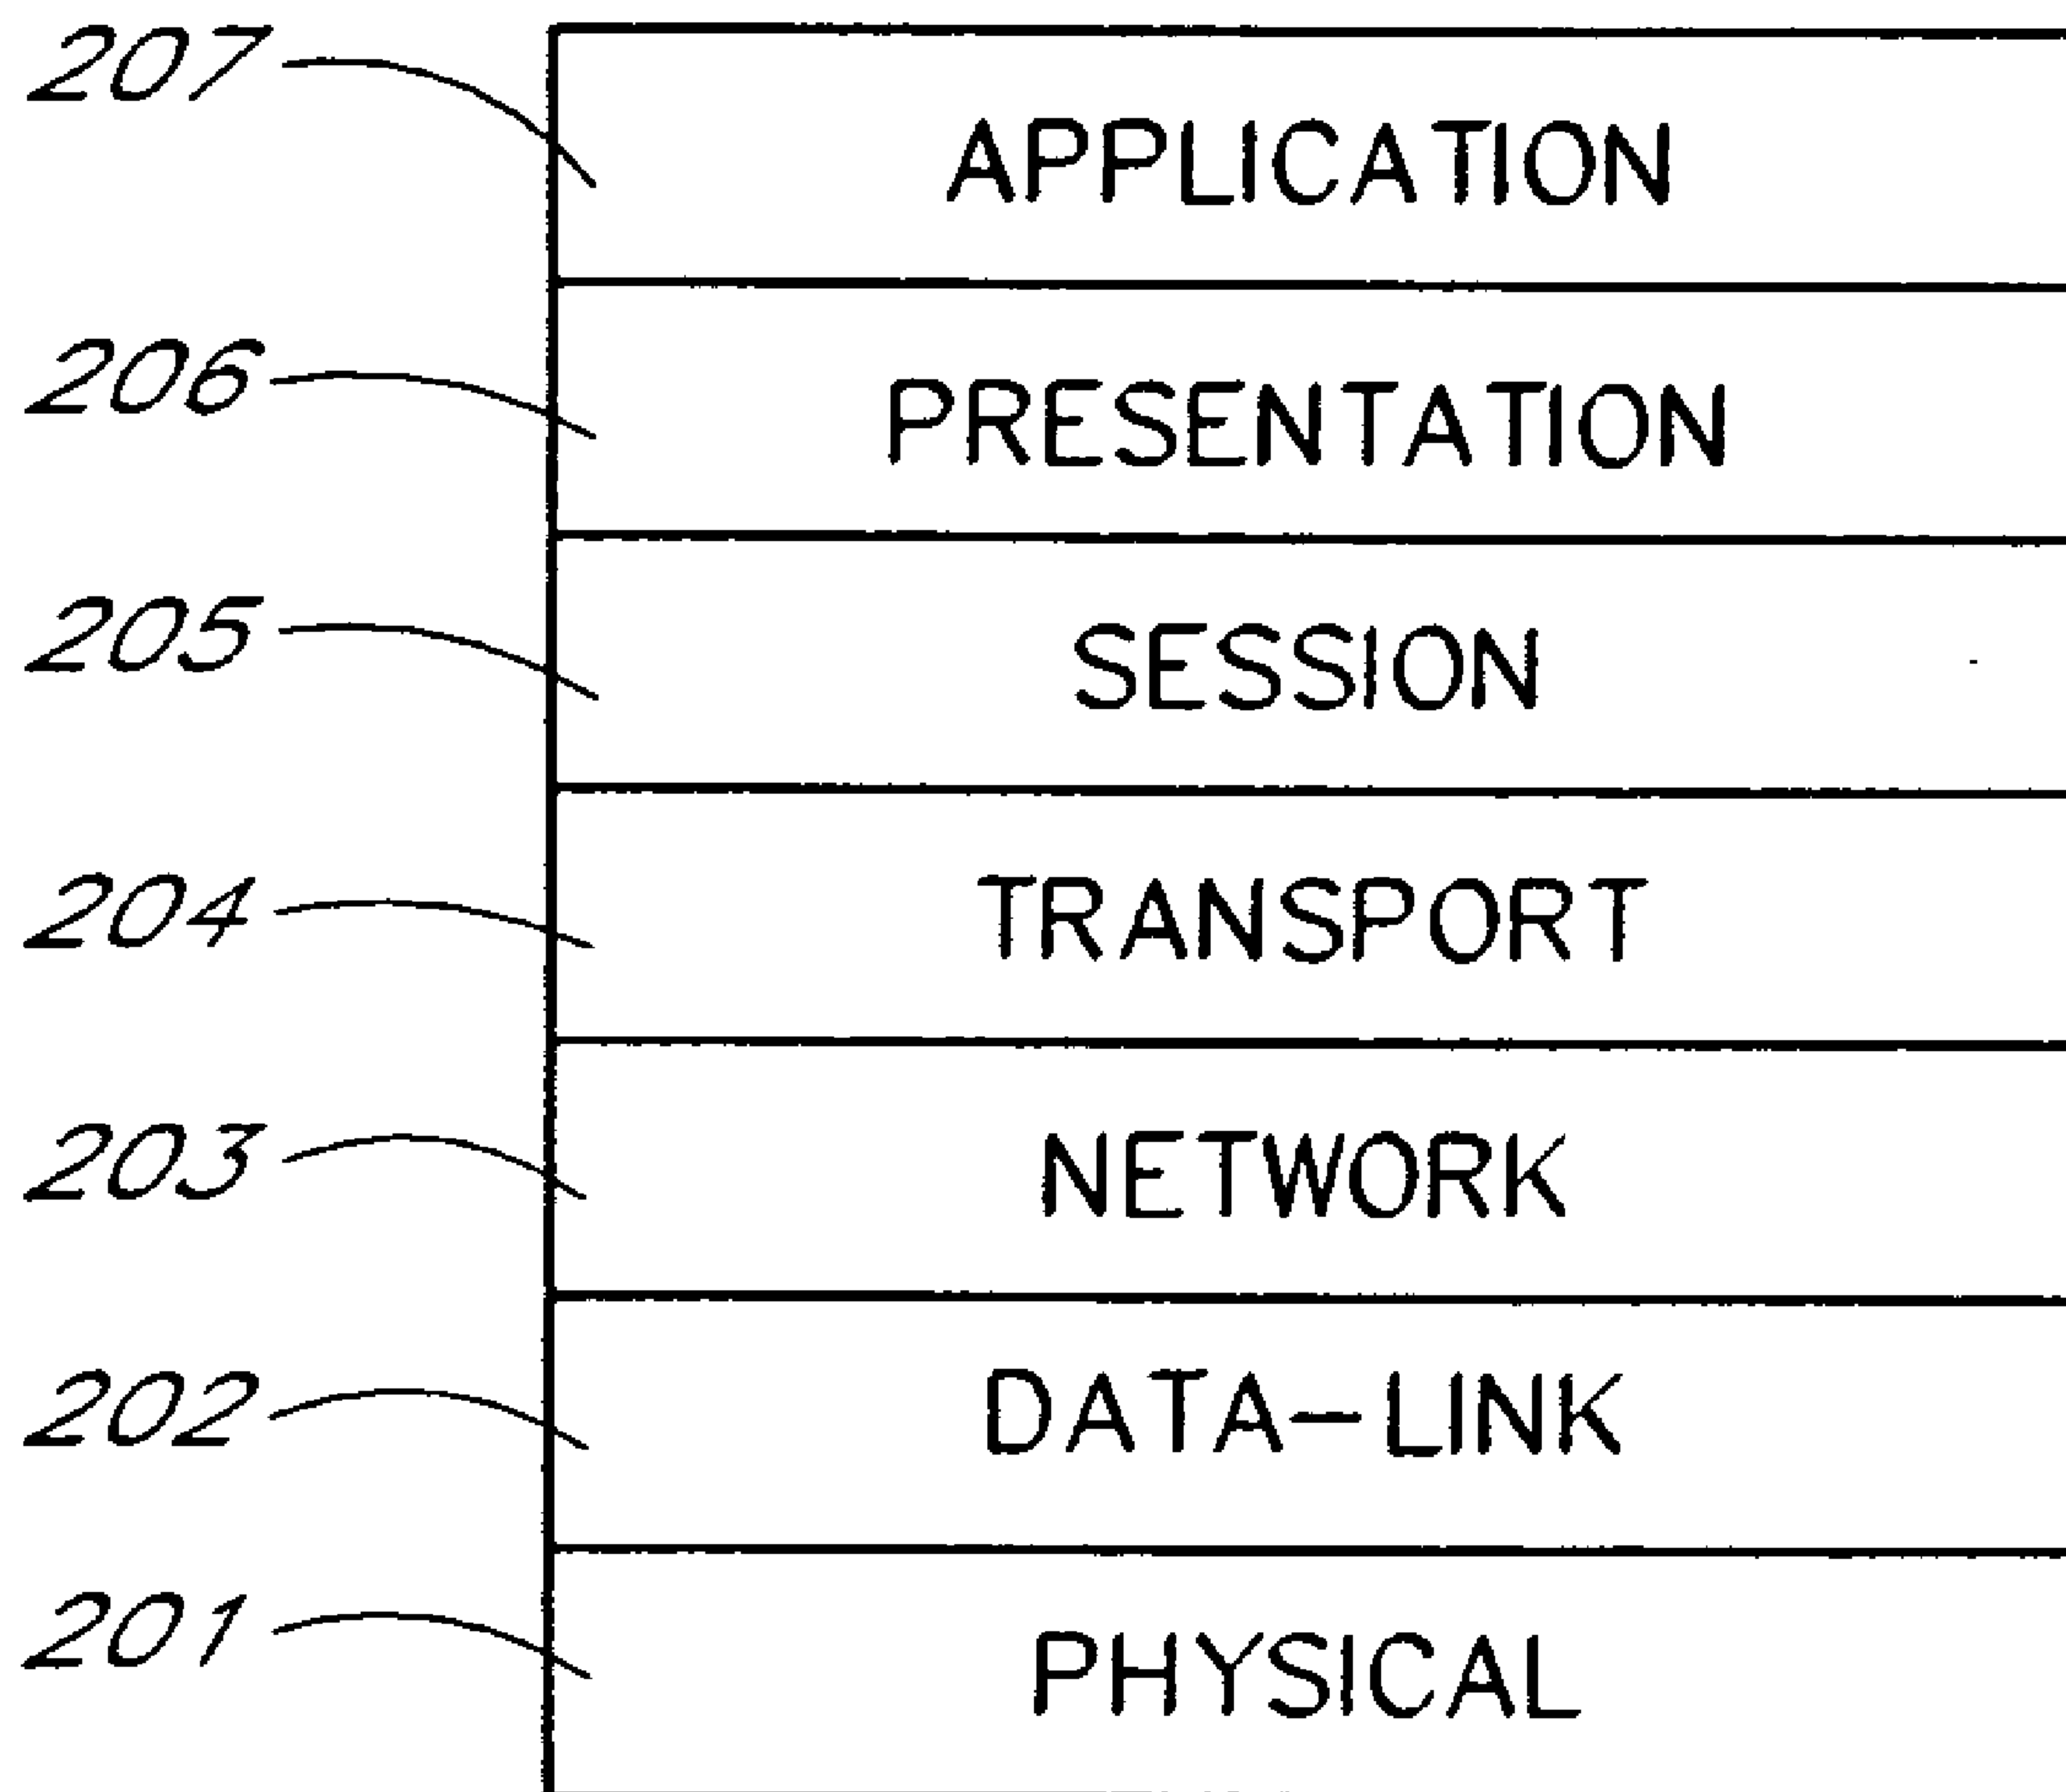 207 APPLICATION
206 PRESENTATION
205 SESSION
204 TRANSPORT
203 NETWORK
202 DATA-LINK
201 PHYSICAL